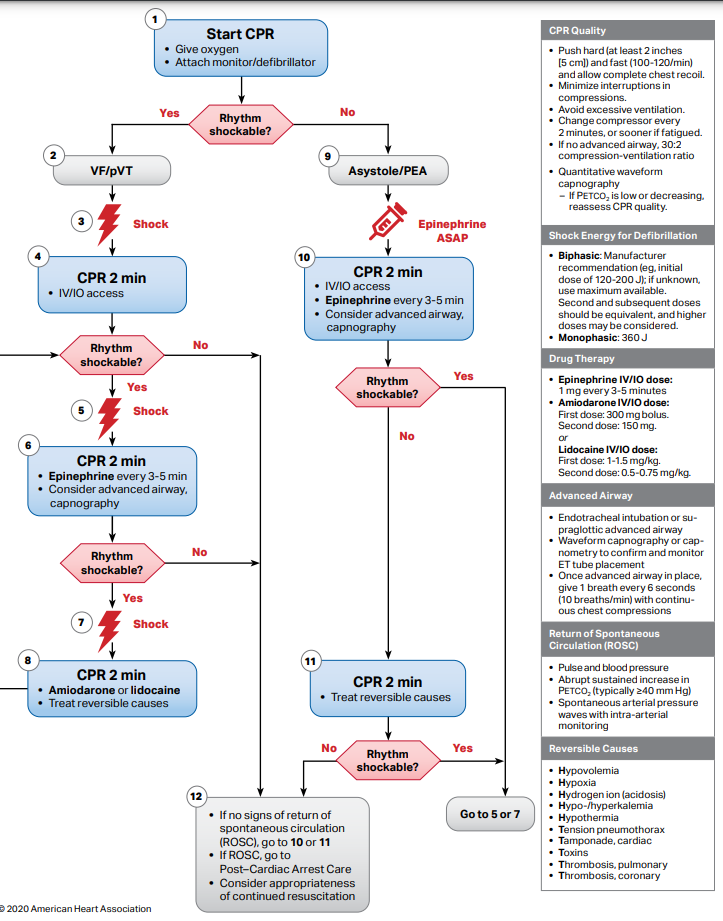 1
Start CPR
• Give oxygen
• Attach monitor/defibrillator
Yes
Rhythm
shockable?
No
2
VF/pVT
9
Asystole/PEA
3
Shock
Epinephrine
ASAP
4
CPR 2 min
• IV/IO access
10
CPR 2 min
• IV/IO access
• Epinephrine every 3-5 min
• Consider advanced airway,
capnography
Rhythm
shockable?
No
Yes
Rhythm
shockable?
Yes
No
5
Shock
6
CPR 2 min
• Epinephrine every 3-5 min
• Consider advanced airway,
capnography
Rhythm
shockable?
No
Yes
7
Shock
8
CPR 2 min
• Amiodarone or lidocaine
• Treat reversible causes
11
CPR 2 min
• Treat reversible causes
No
Rhythm
shockable?
Yes
12
• If no signs of return of
spontaneous circulation
(ROSC), go to 10 or 11
• If ROSC, go to
Post–Cardiac Arrest Care
• Consider appropriateness
of continued resuscitation
Go to 5 or 7
CPR Quality
• Push hard (at least 2 inches
[5 cm]) and fast (100-120/min)
and allow complete chest recoil.
• Minimize interruptions in
compressions.
• Avoid excessive ventilation.
• Change compressor every
2 minutes, or sooner if fatigued.
• If no advanced airway, 30:2
compression-ventilation ratio
• Quantitative waveform
capnography
– If PETCO₂ is low or decreasing,
reassess CPR quality.
Shock Energy for Defibrillation
• Biphasic: Manufacturer
recommendation (eg, initial
dose of 120-200 J); if unknown,
use maximum available.
Second and subsequent doses
should be equivalent, and higher
doses may be considered.
• Monophasic: 360 J
Drug Therapy
• Epinephrine IV/IO dose:
1 mg every 3-5 minutes
• Amiodarone IV/IO dose:
First dose: 300 mg bolus.
Second dose: 150 mg.
or
Lidocaine IV/IO dose:
First dose: 1-1.5 mg/kg.
Second dose: 0.5-0.75 mg/kg.
Advanced Airway
• Endotracheal intubation or su-
praglottic advanced airway
• Waveform capnography or cap-
nometry to confirm and monitor
ET tube placement
• Once advanced airway in place,
give 1 breath every 6 seconds
(10 breaths/min) with continu-
ous chest compressions
Return of Spontaneous
Circulation (ROSC)
• Pulse and blood pressure
• Abrupt sustained increase in
PETCO₂ (typically ≥40 mm Hg)
• Spontaneous arterial pressure
waves with intra-arterial
monitoring
Reversible Causes
• Hypovolemia
• Hypoxia
• Hydrogen ion (acidosis)
• Hypo-/hyperkalemia
• Hypothermia
• Tension pneumothorax
• Tamponade, cardiac
• Toxins
• Thrombosis, pulmonary
• Thrombosis, coronary
© 2020 American Heart Association